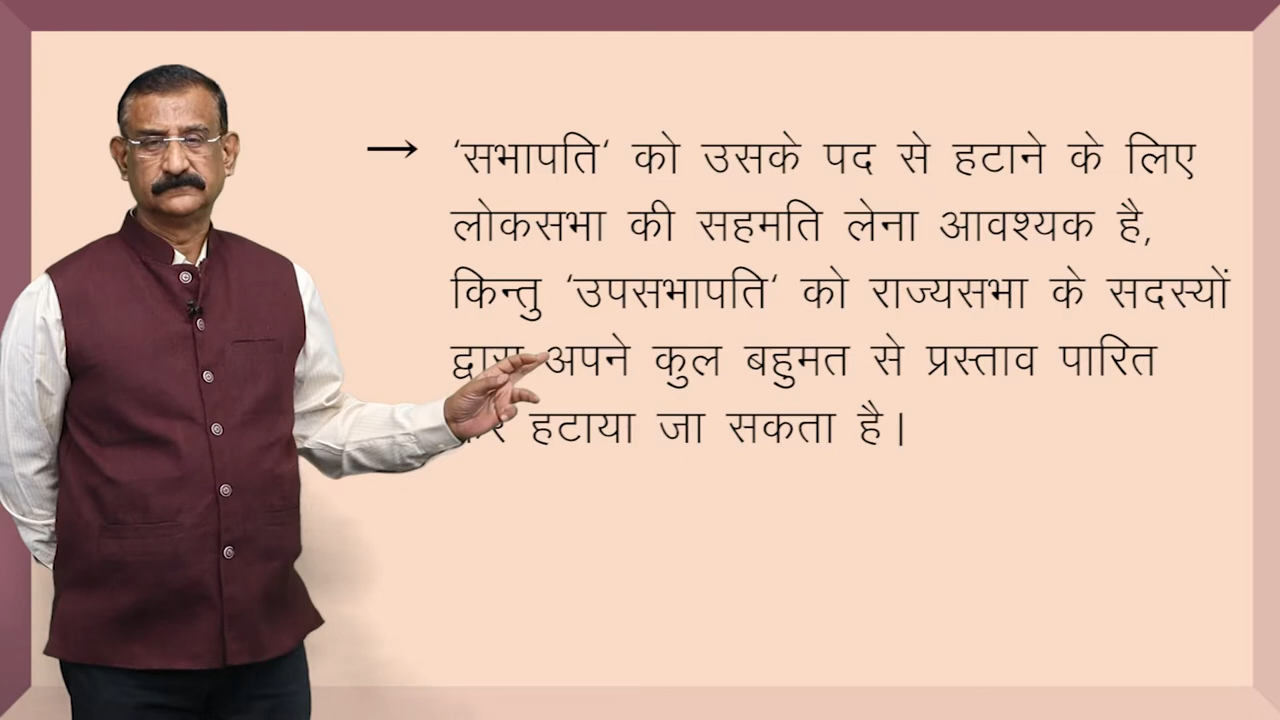 → ‘सभापति‘ को उसके पद से हटाने के लिए
लोकसभा की सहमति लेना आवश्यक है,
किन्तु ‘उपसभापति‘ को राज्यसभा के सदस्यों
द्वारा अपने कुल बहुमत से प्रस्ताव पारित
कर हटाया जा सकता है।